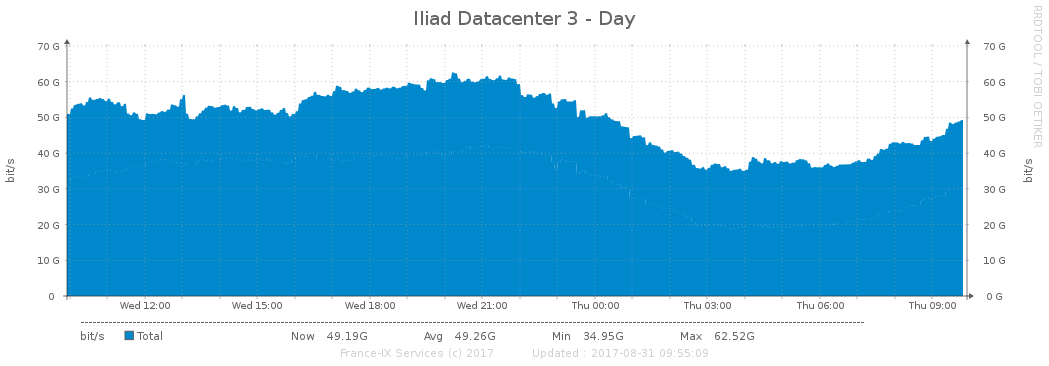 Iliad Datacenter 3 - Day
RRDTOOL / TOBI OETIKER
bit/s
bit/s
70 G
60 G
50 G
40 G
30 G
20 G
10 G
0
70 G
60 G
50 G
40 G
30 G
20 G
10 G
0 G
Wed 12:00 Wed 15:00 Wed 18:00 Wed 21:00 Thu 00:00 Thu 03:00 Thu 06:00 Thu 09:00
bit/s Total Now 49.19G Avg 49.26G Min 34.95G Max 62.52G
France-IX Services (c) 2017 Updated : 2017-08-31 09:55:09